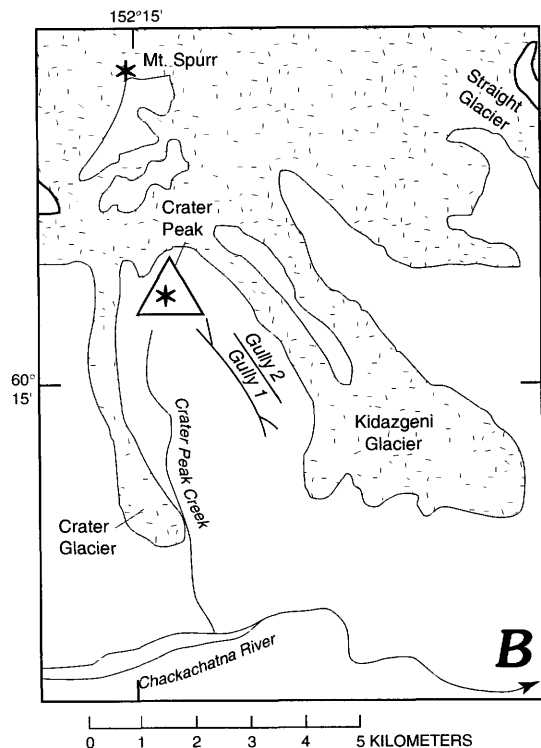 152°15'
Mt. Spurr
Straight
Glacier
Crater
Peak
Gully 2
Gully 1
60°
15'
Kidazgeni
Glacier
Crater Peak Creek
Crater
Glacier
Chackachatna River
B
0 1 2 3 4 5 KILOMETERS